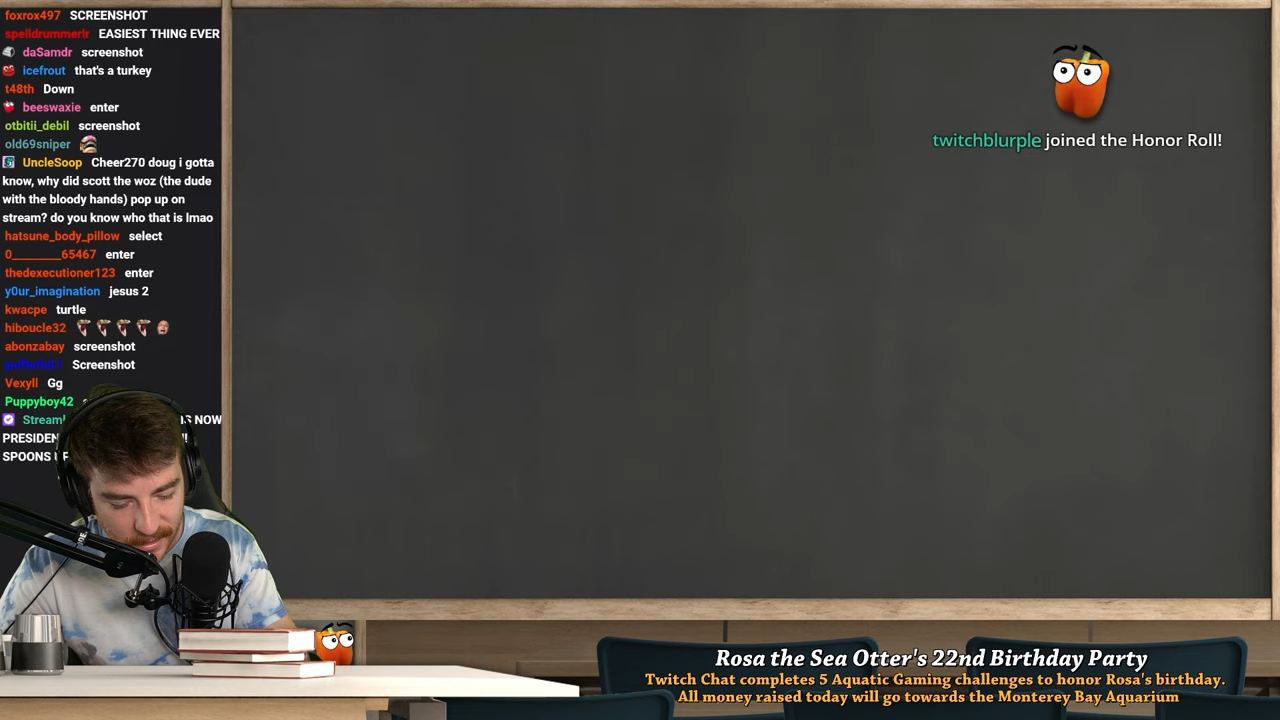 foxrox497 SCREENSHOT
spelldrummerlr EASIEST THING EVER
daSamdr screenshot
icefrout that's a turkey
t48th Down
beeswaxie enter
otbitii_debil screenshot
old69sniper
UncleSoop Cheer270 doug i gotta
know, why did scott the woz (the dude
with the bloody hands) pop up on
stream? do you know who that is lmao
hatsune_body_pillow select
0________65467 enter
thedexecutioner123 enter
y0ur_imagination jesus 2
kwacpe turtle
hiboucle32
abonzabay screenshot
Screenshot
Vexyll Gg
Puppyboy42
NOW
SPOONS
twitchblurple joined the Honor Roll!
Rosa the Sea Otter's 22nd Birthday Party
Twitch Chat completes 5 Aquatic Gaming challenges to honor Rosa's birthday.
All money raised today will go towards the Monterey Bay Aquarium